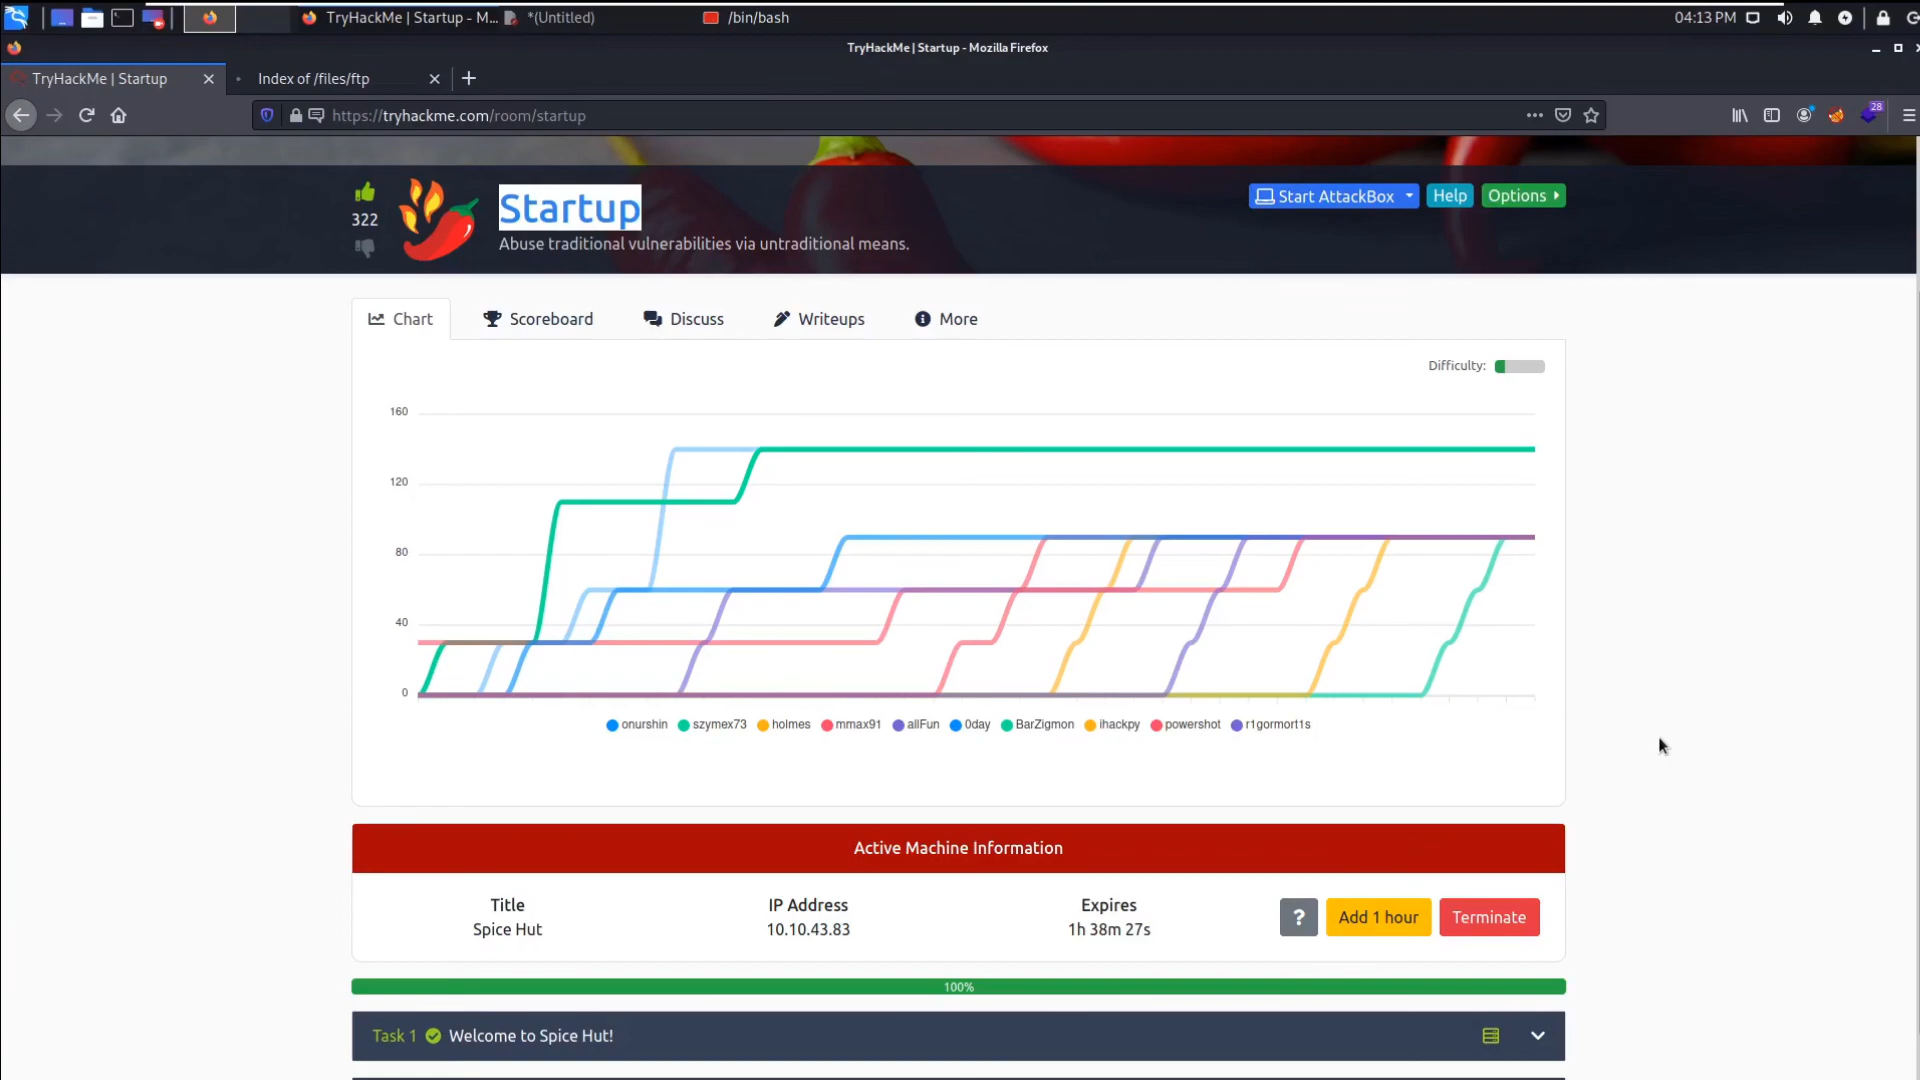 TryHackMe | Startup - M... *(Untitled) /bin/bash 04:13 PM
TryHackMe | Startup - Mozilla Firefox
TryHackMe | Startup Index of /files/ftp
https://tryhackme.com/room/startup 28
322
Startup
Abuse traditional vulnerabilities via untraditional means.
Start AttackBox Help Options
Chart Scoreboard Discuss Writeups More
Difficulty:
160
120
80
40
0
onurshin szymex73 holmes mmax91 allFun 0day BarZigmon ihackpy powershot r1gormort1s
Active Machine Information
Title IP Address Expires
Spice Hut 10.10.43.83 1h 38m 27s
? Add 1 hour Terminate
100%
Task 1 Welcome to Spice Hut!